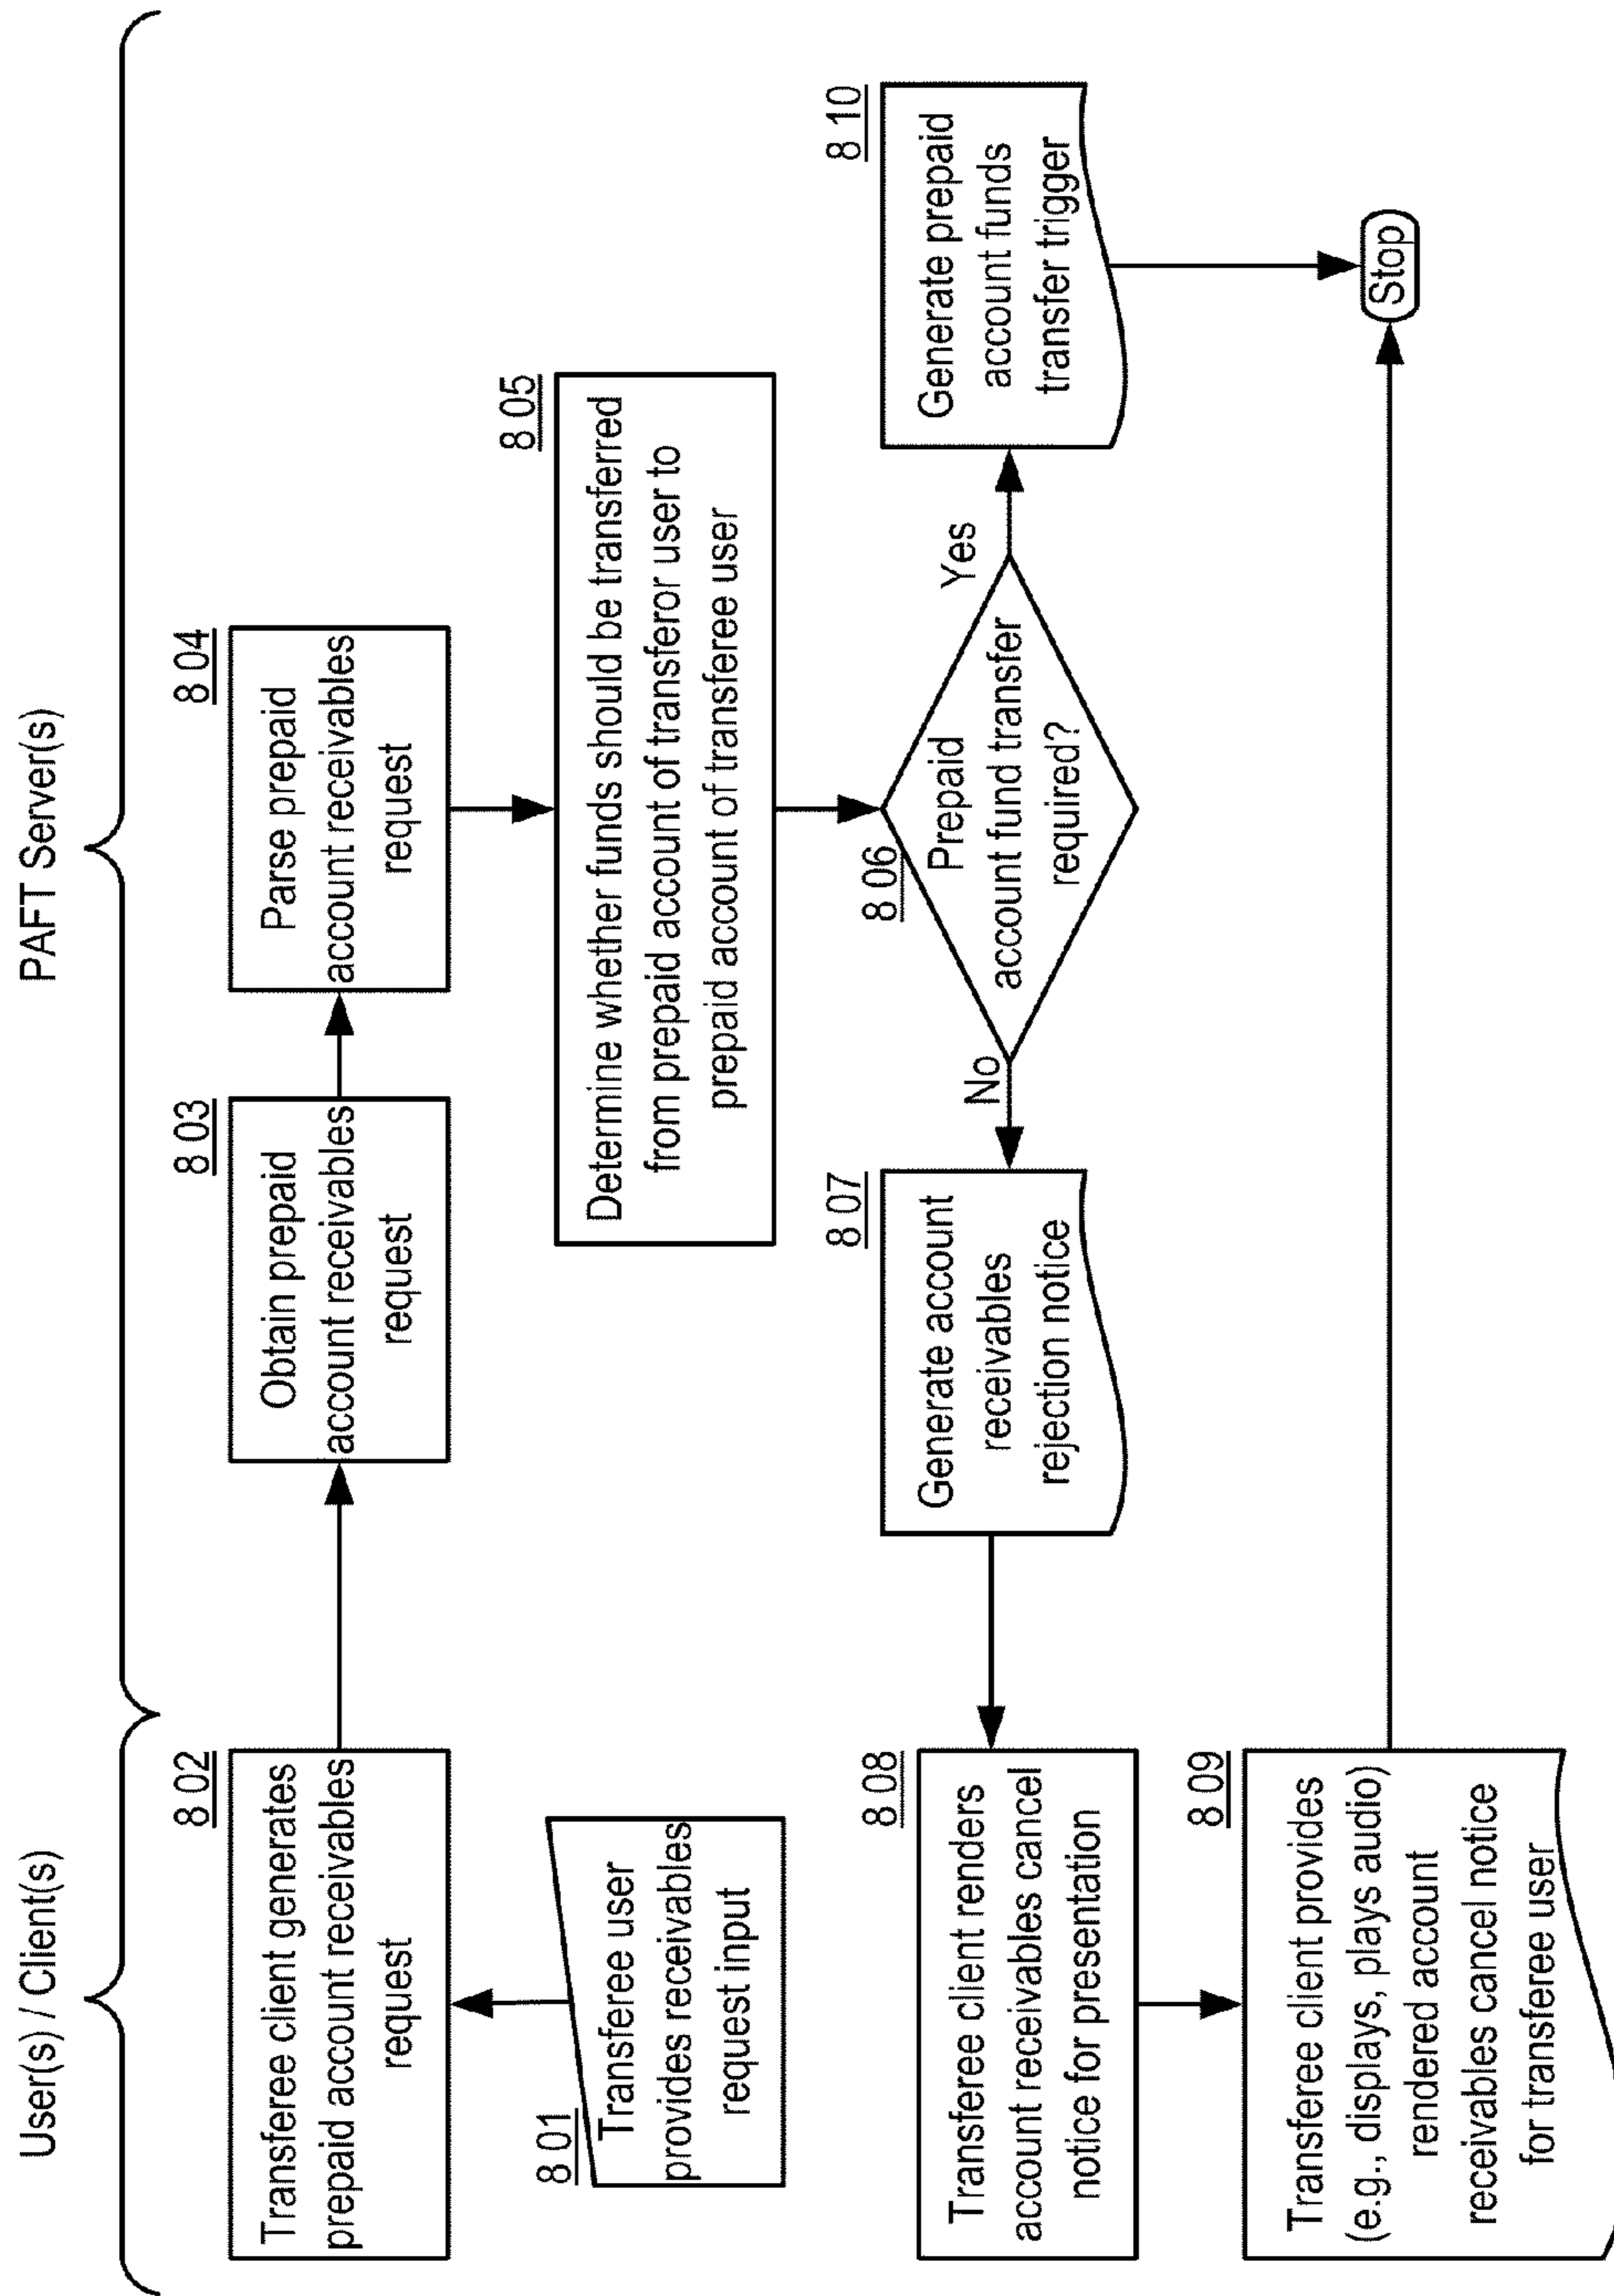 User(s) / Client(s)
PAFT Server(s)
8 01
Transferee user
provides receivables
request input
8 02
Transferee client generates
prepaid account receivables
request
8 03
Obtain prepaid
account receivables
request
8 04
Parse prepaid
account receivables
request
8 05
Determine whether funds should be transferred
from prepaid account of transferor user to
prepaid account of transferee user
8 06
Prepaid
account fund transfer
required?
No
Yes
8 07
Generate account
receivables
rejection notice
8 08
Transferee client renders
account receivables cancel
notice for presentation
8 09
Transferee client provides
(e.g., displays, plays audio)
rendered account
receivables cancel notice
for transferee user
8 10
Generate prepaid
account funds
transfer trigger
Stop